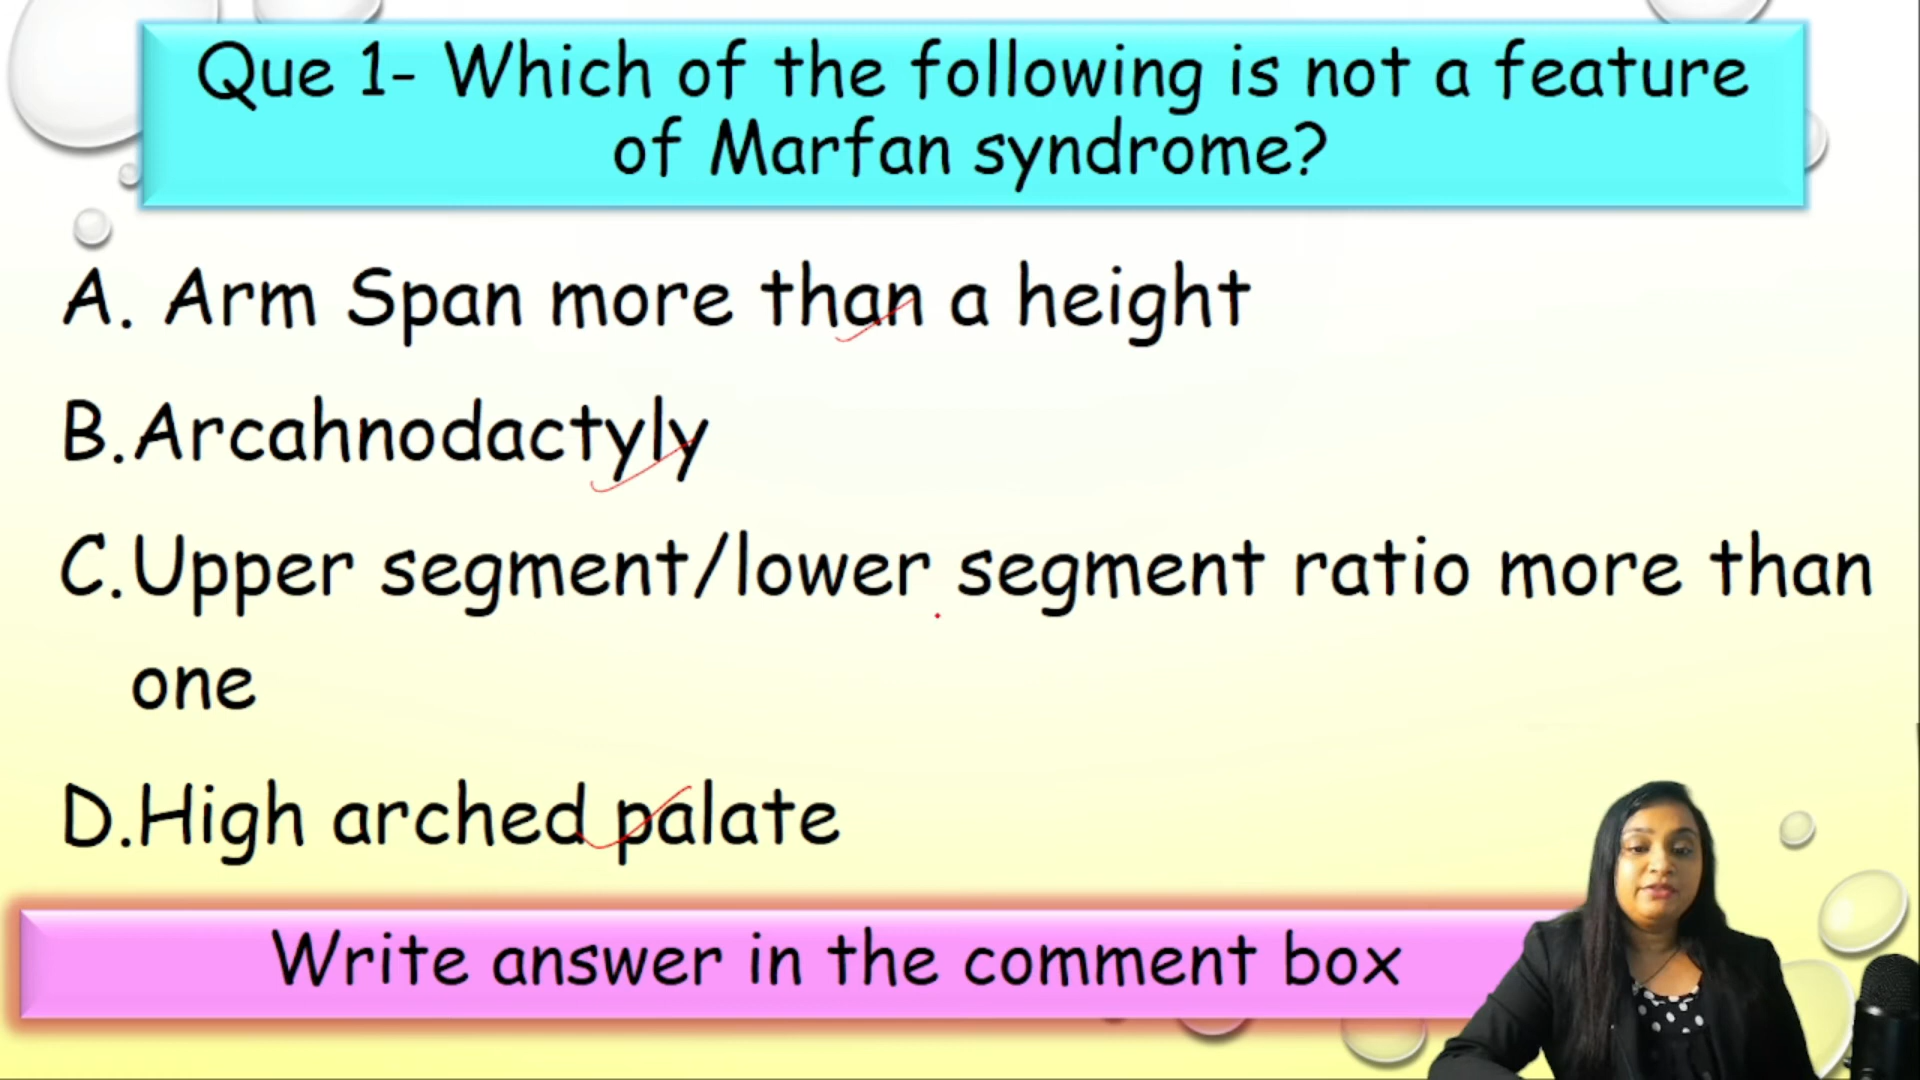 Que 1- Which of the following is not a feature
of Marfan syndrome?
A. Arm Span more than a height
B.Arcahnodactyly
C.Upper segment/lower segment ratio more than
one
D.High arched palate
Write answer in the comment box